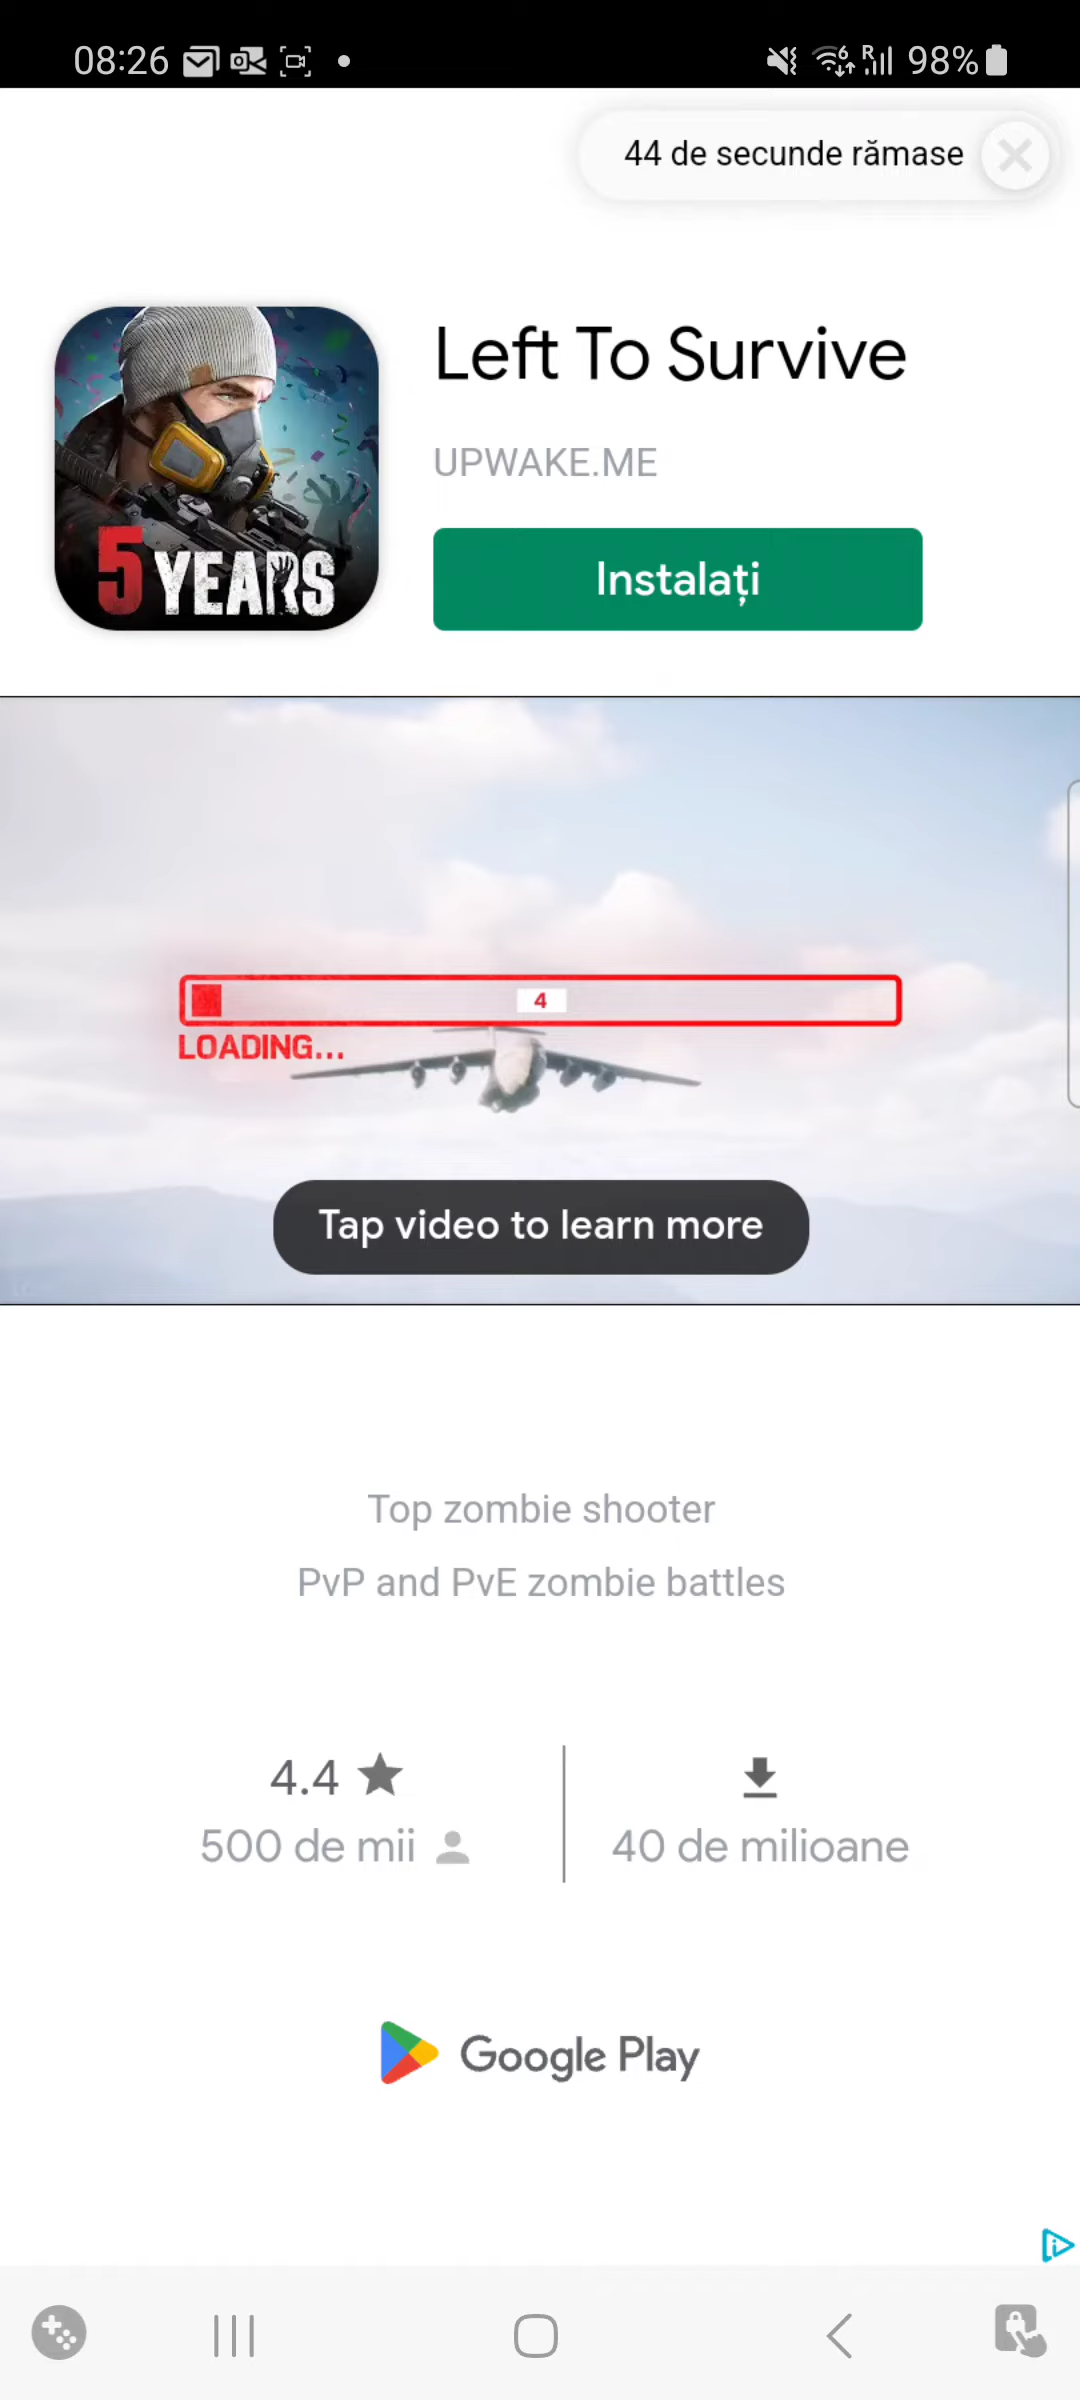 08:26
98%
44 de secunde rămase
Left To Survive
UPWAKE.ME
Instalați
5 YEARS
4
LOADING...
Tap video to learn more
Top zombie shooter
PvP and PvE zombie battles
4.4
500 de mii
40 de milioane
Google Play